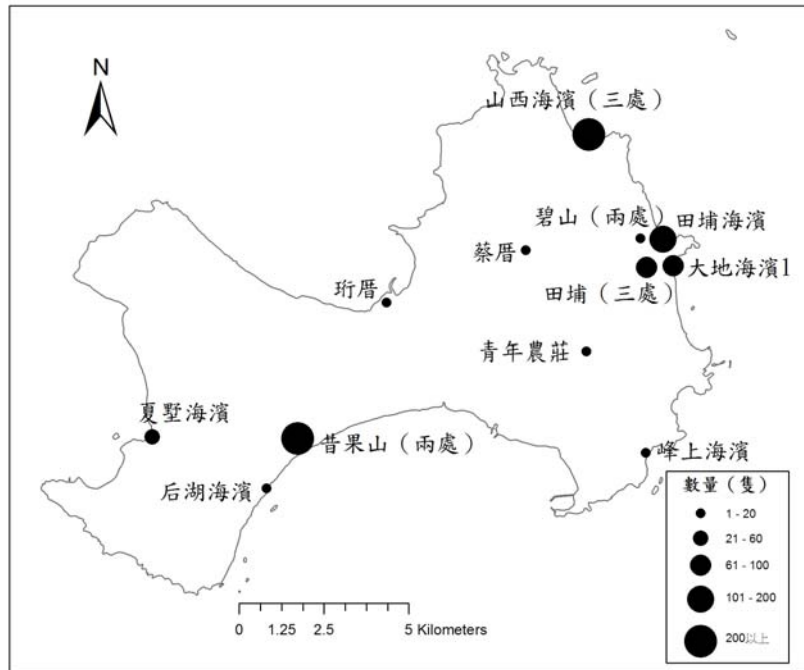 N
山西海濱（三處）
碧山（兩處）
田埔海濱
蔡厝
大地海濱1
珩厝
田埔（三處）
青年農莊
夏墅海濱
昔果山（兩處）
峰上海濱
后湖海濱
數量（隻）
1 - 20
21 - 60
61 - 100
101 - 200
200以上
0 1.25 2.5 5 Kilometers